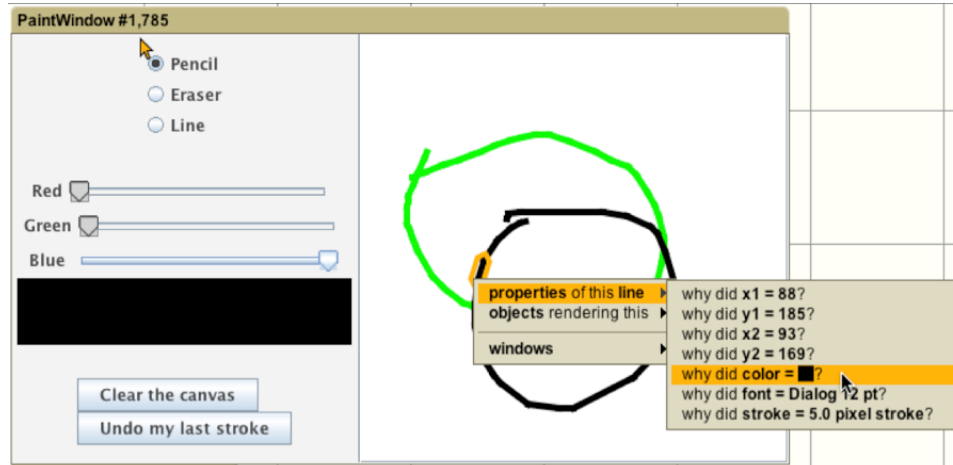 PaintWindow #1,785
Pencil
Eraser
Line
Red
Green
Blue
Clear the canvas
Undo my last stroke
properties of this line
objects rendering this
windows
why did x1 = 88?
why did y1 = 185?
why did x2 = 93?
why did y2 = 169?
why did color = ?
why did font = Dialog 12 pt?
why did stroke = 5.0 pixel stroke?